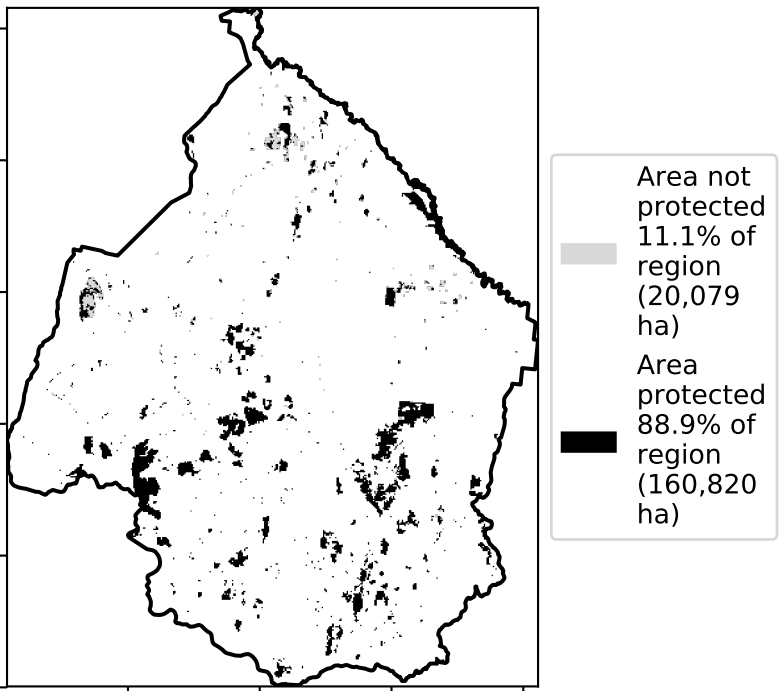 Area not
protected
11.1% of
region
(20,079
ha)
Area
protected
88.9% of
region
(160,820
ha)